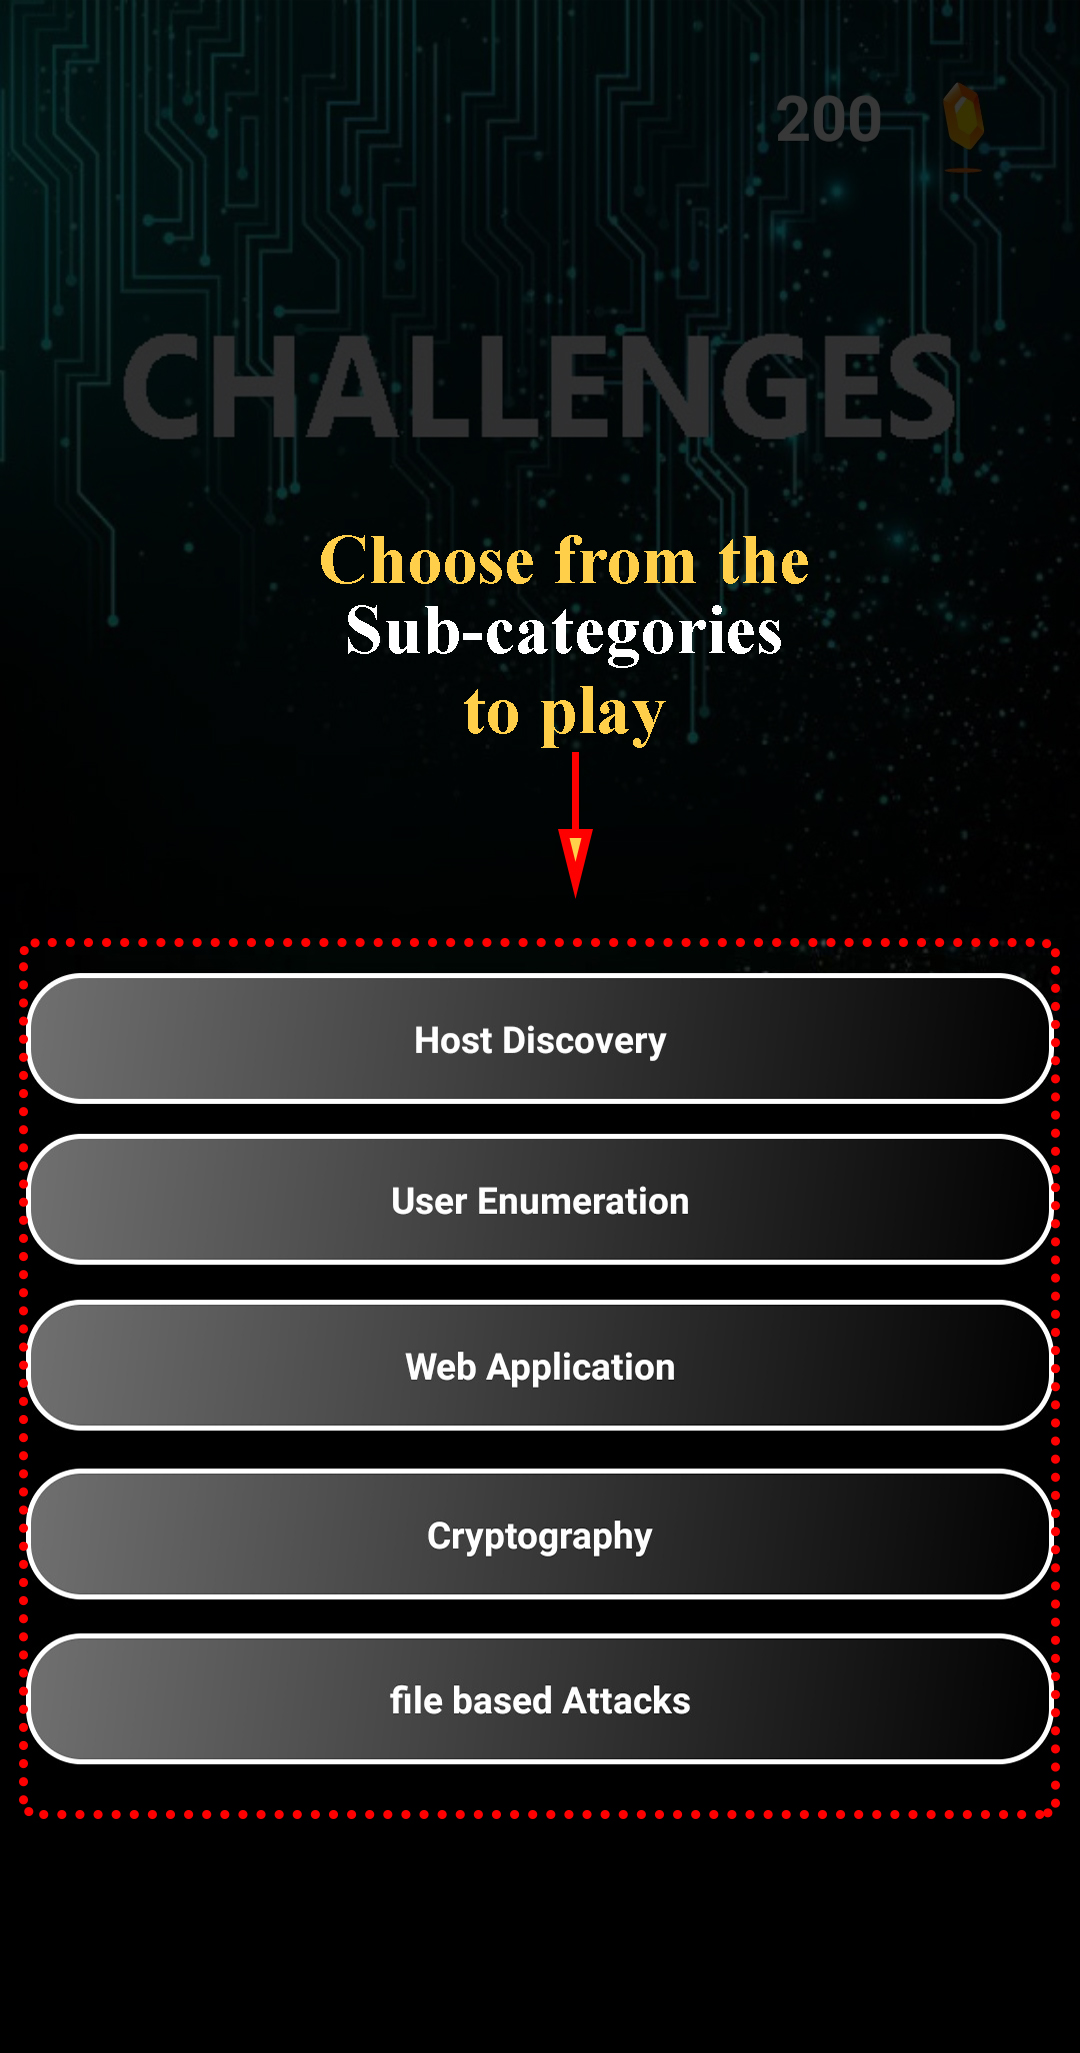 200
CHALLENGES
Choose from the
Sub-categories
to play
Host Discovery
User Enumeration
Web Application
Cryptography
file based Attacks